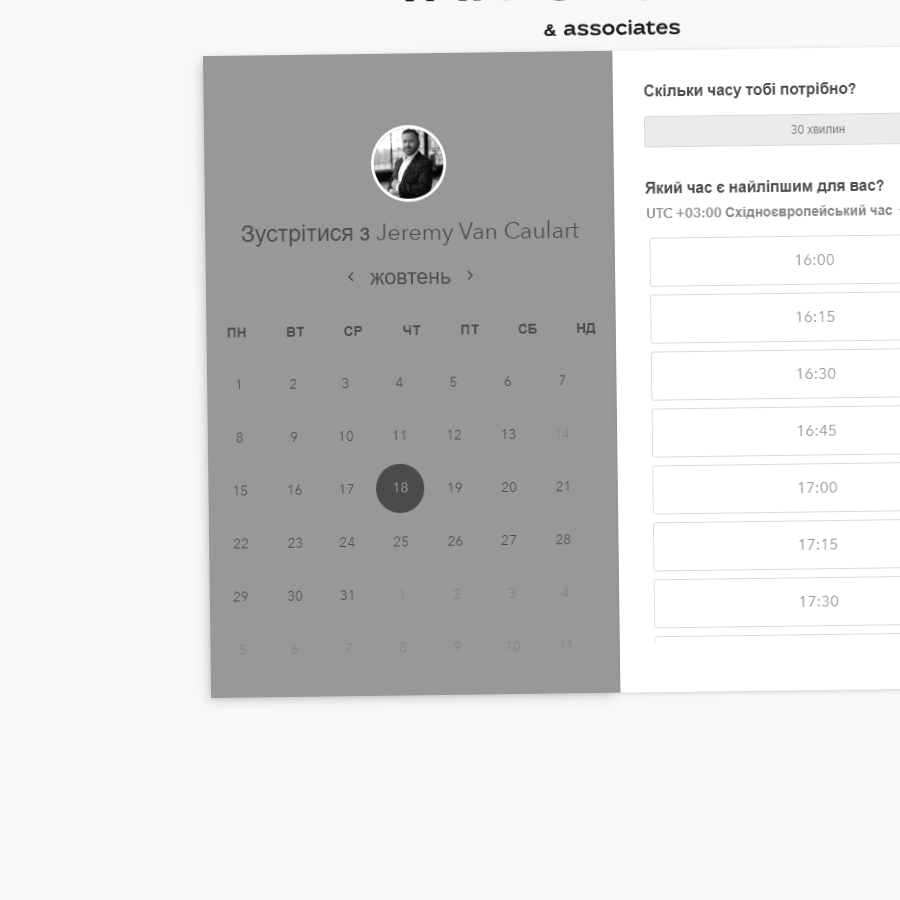 & associates
Зустрітися з Jeremy Van Caulart
‹ жовтень ›
ПН ВТ СР ЧТ ПТ СБ НД
1 2 3 4 5 6 7
8 9 10 11 12 13 14
15 16 17 18 19 20 21
22 23 24 25 26 27 28
29 30 31 1 2 3 4
5 6 7 8 9 10 11
Скільки часу тобі потрібно?
30 хвилин
Який час є найліпшим для вас?
UTC +03:00 Східноєвропейський час
16:00
16:15
16:30
16:45
17:00
17:15
17:30